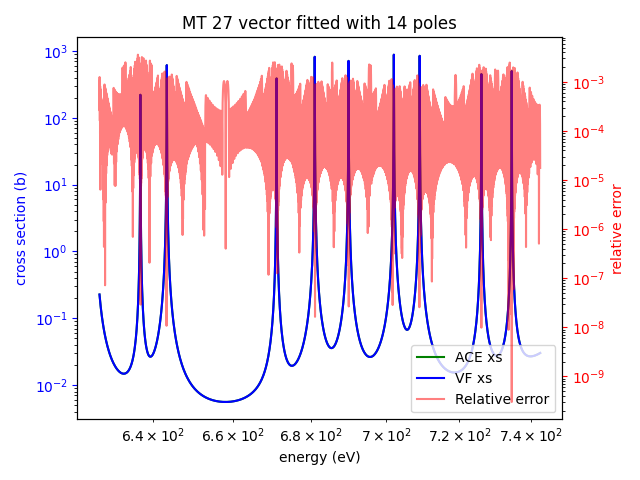 MT 27 vector fitted with 14 poles
10³
10²
10¹
10⁰
10⁻¹
10⁻²
cross section (b)
10⁻³
10⁻⁴
10⁻⁵
10⁻⁶
10⁻⁷
10⁻⁸
10⁻⁹
relative error
ACE xs
VF xs
Relative error
6.4 × 10² 6.6 × 10² 6.8 × 10² 7 × 10² 7.2 × 10² 7.4 × 10²
energy (eV)